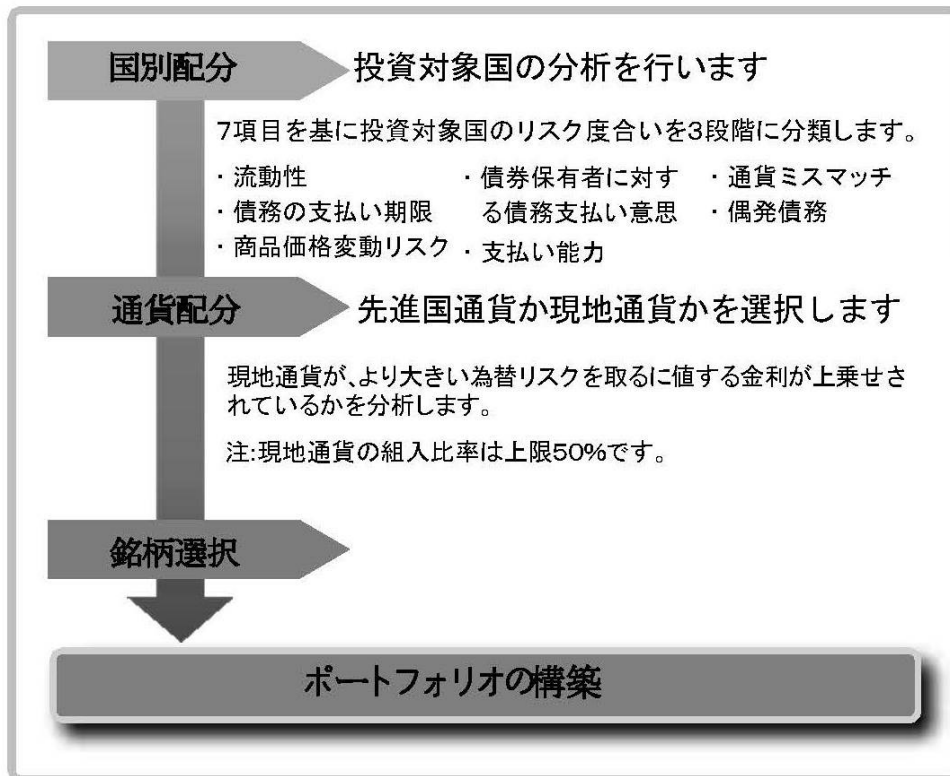 国別配分
投資対象国の分析を行います
7項目を基に投資対象国のリスク度合いを3段階に分類します。
・流動性
・債務の支払い期限
・商品価格変動リスク
・債券保有者に対す
る債務支払い意思
・支払い能力
・通貨ミスマッチ
・偶発債務
通貨配分
先進国通貨か現地通貨かを選択します
現地通貨が、より大きい為替リスクを取るに値する金利が上乗せさ
れているかを分析します。
注:現地通貨の組入比率は上限50%です。
銘柄選択
ポートフォリオの構築